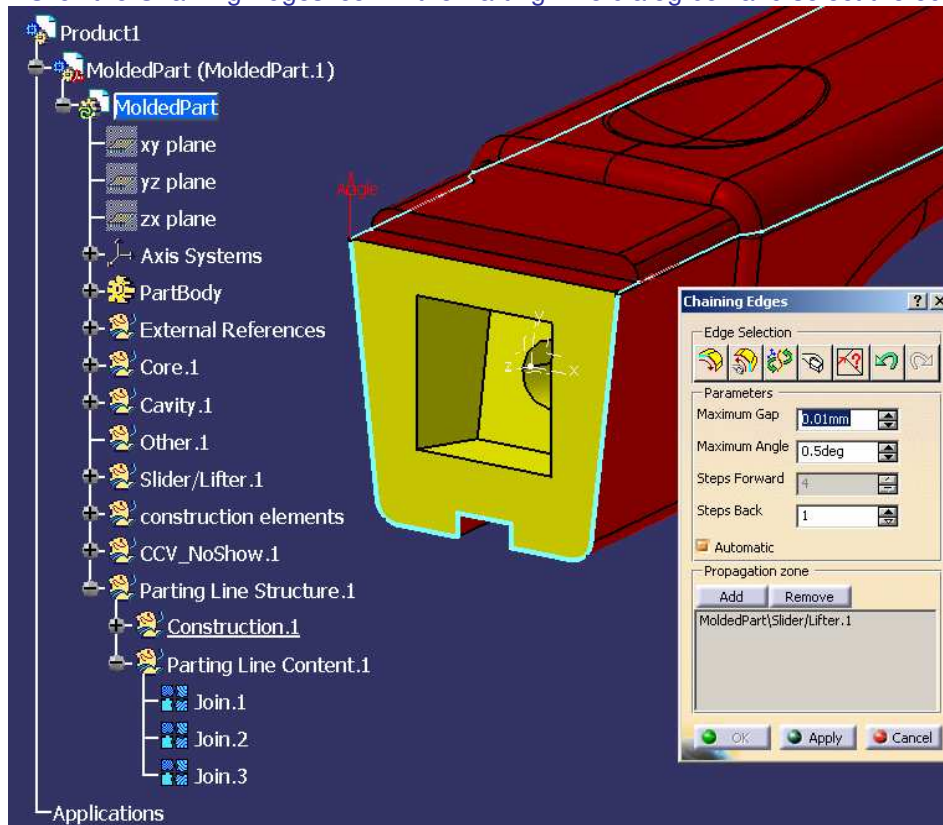 Product1
MoldedPart (MoldedPart.1)
MoldedPart
xy plane
yz plane
zx plane
Axis Systems
PartBody
External References
Core.1
Cavity.1
Other.1
Slider/Lifter.1
construction elements
CCV_NoShow.1
Parting Line Structure.1
Construction.1
Parting Line Content.1
Join.1
Join.2
Join.3
Applications
Angle
y
z x
Chaining Edges
Edge Selection
Parameters
Maximum Gap 0.01mm
Maximum Angle 0.5deg
Steps Forward 4
Steps Back 1
Automatic
Propagation zone
Add Remove
MoldedPart\Slider/Lifter.1
OK Apply Cancel